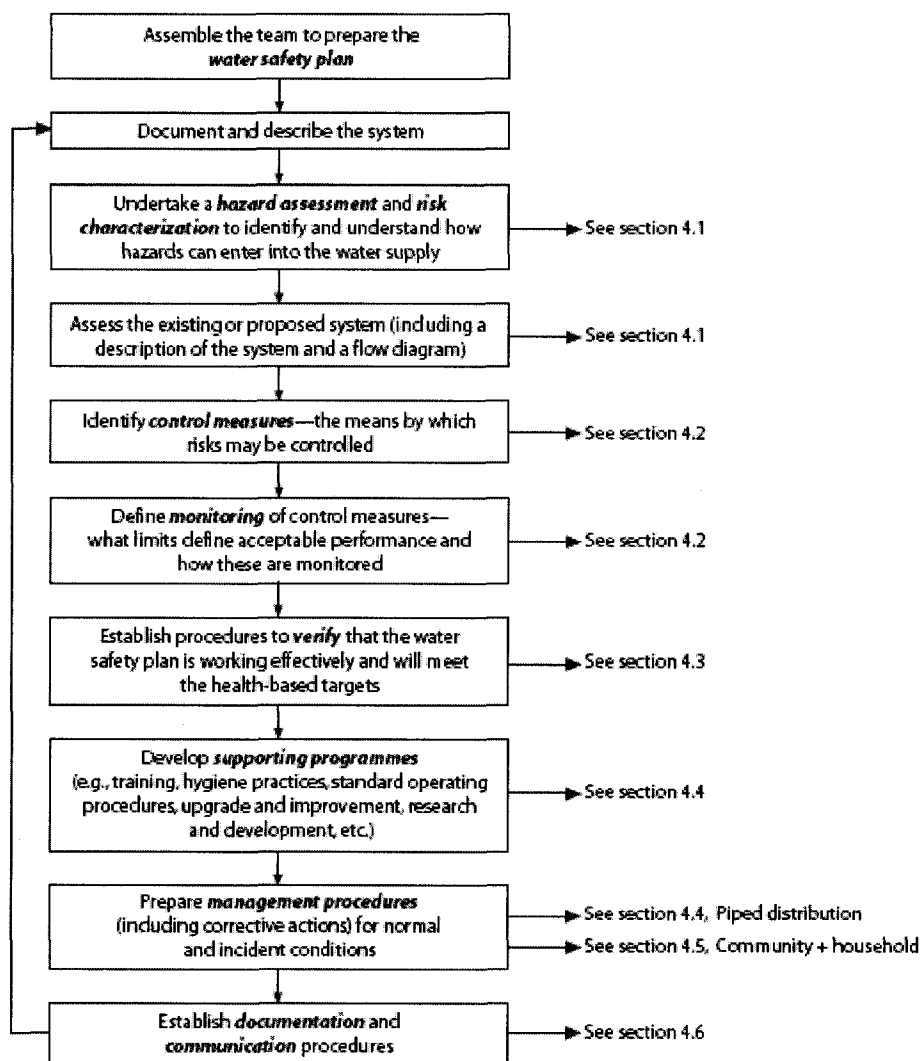 Assemble the team to prepare the
water safety plan
Document and describe the system
Undertake a hazard assessment and risk
characterization to identify and understand how
hazards can enter into the water supply
See section 4.1
Assess the existing or proposed system (including a
description of the system and a flow diagram)
See section 4.1
Identify control measures—the means by which
risks may be controlled
See section 4.2
Define monitoring of control measures—
what limits define acceptable performance and
how these are monitored
See section 4.2
Establish procedures to verify that the water
safety plan is working effectively and will meet
the health-based targets
See section 4.3
Develop supporting programmes
(e.g., training, hygiene practices, standard operating
procedures, upgrade and improvement, research
and development, etc.)
See section 4.4
Prepare management procedures
(including corrective actions) for normal
and incident conditions
See section 4.4, Piped distribution
See section 4.5, Community + household
Establish documentation and
communication procedures
See section 4.6